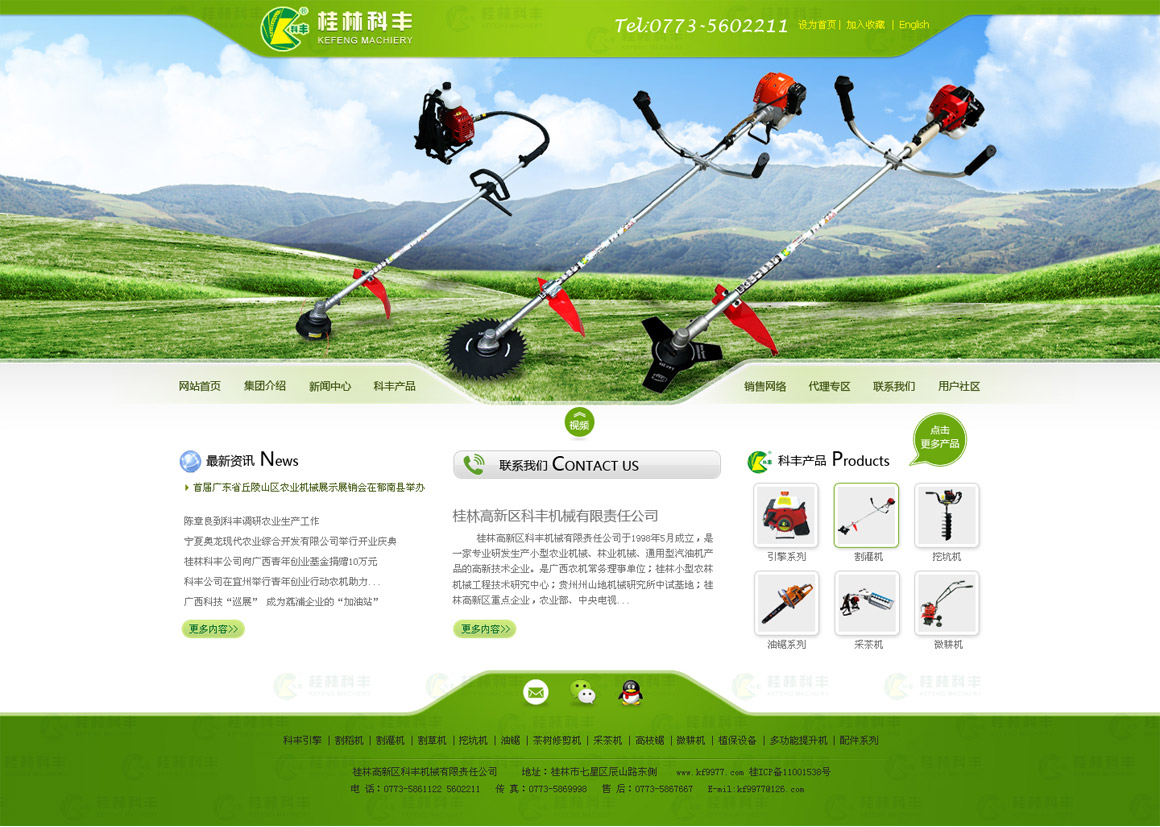 科丰 ® 桂林科丰
KEFENG MACHIERY
Tel:0773-5602211 设为首页 | 加入收藏 | English
网站首页 集团介绍 新闻中心 科丰产品 销售网络 代理专区 联系我们 用户社区
视频
点击
更多产品
最新资讯 News
联系我们 CONTACT US
科丰产品 Products
首届广东省丘陵山区农业机械展示展销会在郁南县举办
陈章良到科丰调研农业生产工作
宁夏奥龙现代农业综合开发有限公司举行开业庆典
桂林科丰公司向广西青年创业基金捐赠10万元
科丰公司在宜州举行青年创业行动农机助力...
广西科技“巡展” 成为荔浦企业的“加油站”
更多内容>>
桂林高新区科丰机械有限责任公司
桂林高新区科丰机械有限责任公司于1998年5月成立，是
一家专业研发生产小型农业机械、林业机械、通用型汽油机产
品的高新技术企业。是广西农机常务理事单位；桂林小型农林
机械工程技术研究中心；贵州州山地机械研究所中试基地；桂
林高新区重点企业，农业部、中央电视...
更多内容>>
引擎系列 割灌机 挖坑机
油锯系列 采茶机 微耕机
科丰引擎 | 割稻机 | 割灌机 | 割草机 | 挖坑机 | 油锯 | 茶树修剪机 | 采茶机 | 高枝锯 | 微耕机 | 植保设备 | 多功能提升机 | 配件系列
桂林高新区科丰机械有限责任公司 地址：桂林市七星区辰山路东侧 www.kf9977.com 桂ICP备11001538号
电 话：0773-5861122 5602211 传 真：0773-5869998 售 后：0773-5867667 E-mil:kf9977@126.com